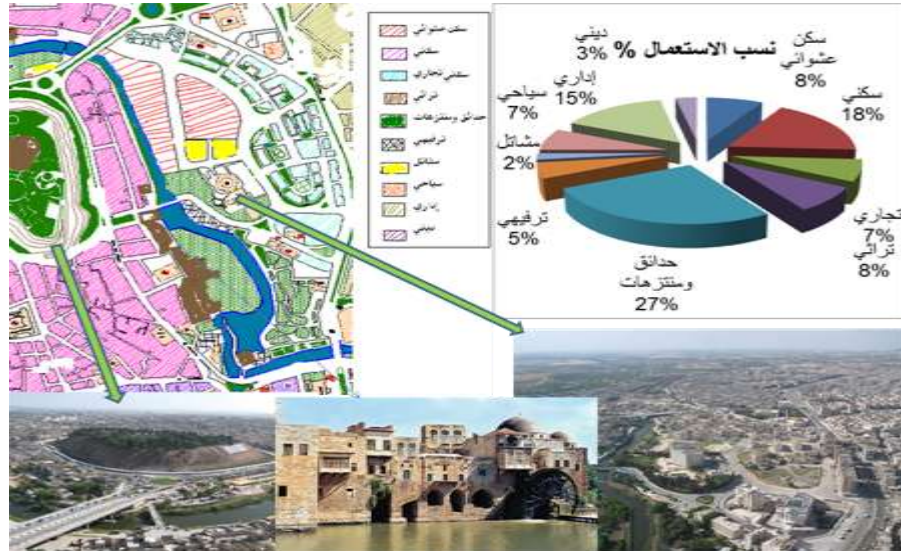 سكن عشوائي
سكني
سكني تجاري
تراثي
حدائق ومنتزهات
ترفيهي
مشاتل
سياحي
إداري
ديني
نسب الاستعمال %
سكن
عشوائي
8%
سكني
18%
تجاري
7%
تراثي
8%
حدائق
ومنتزهات
27%
ترفيهي
5%
مشاتل
2%
سياحي
7%
إداري
15%
ديني
3%